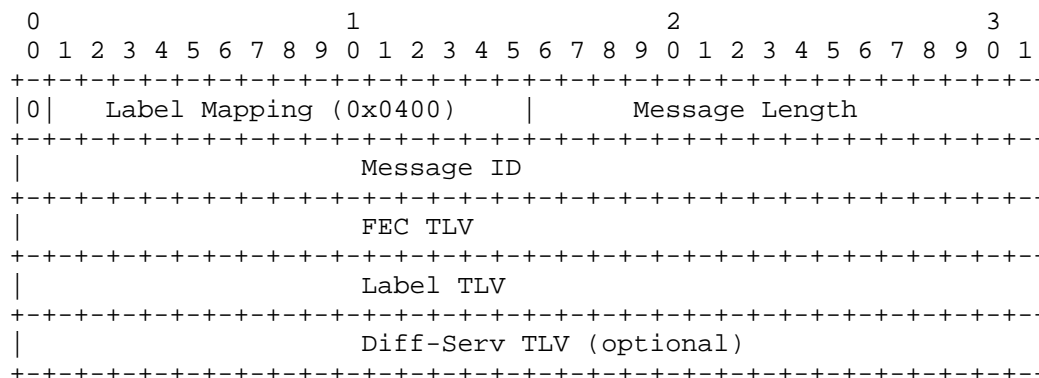 0                   1                   2                   3
 0 1 2 3 4 5 6 7 8 9 0 1 2 3 4 5 6 7 8 9 0 1 2 3 4 5 6 7 8 9 0 1
+-+-+-+-+-+-+-+-+-+-+-+-+-+-+-+-+-+-+-+-+-+-+-+-+-+-+-+-+-+-+-+-
|0|   Label Mapping (0x0400)    |      Message Length
+-+-+-+-+-+-+-+-+-+-+-+-+-+-+-+-+-+-+-+-+-+-+-+-+-+-+-+-+-+-+-+-
|                     Message ID
+-+-+-+-+-+-+-+-+-+-+-+-+-+-+-+-+-+-+-+-+-+-+-+-+-+-+-+-+-+-+-+-
|                     FEC TLV
+-+-+-+-+-+-+-+-+-+-+-+-+-+-+-+-+-+-+-+-+-+-+-+-+-+-+-+-+-+-+-+-
|                     Label TLV
+-+-+-+-+-+-+-+-+-+-+-+-+-+-+-+-+-+-+-+-+-+-+-+-+-+-+-+-+-+-+-+-
|                     Diff-Serv TLV (optional)
+-+-+-+-+-+-+-+-+-+-+-+-+-+-+-+-+-+-+-+-+-+-+-+-+-+-+-+-+-+-+-+-